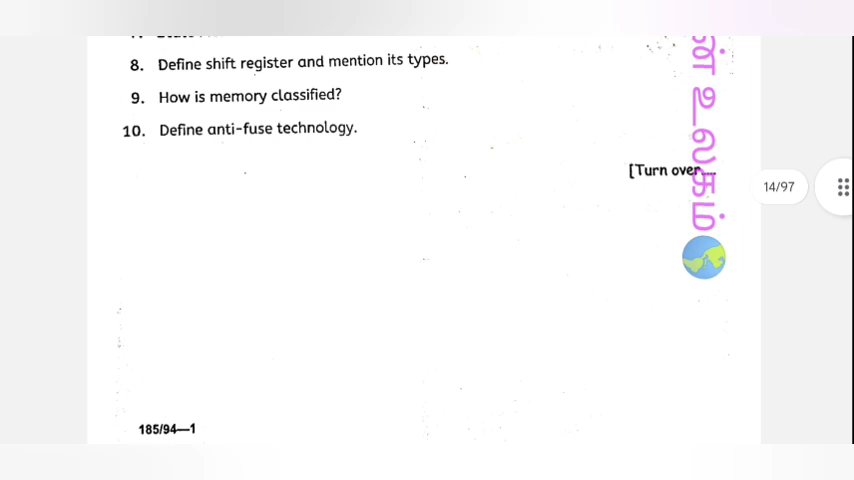 8. Define shift register and mention its types.
9. How is memory classified?
10. Define anti-fuse technology.
[Turn over....
14/97
உலகம்
185/94—1